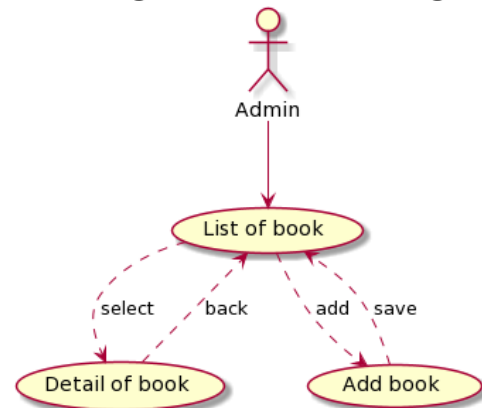 Admin
List of book
select
back
add
save
Detail of book
Add book